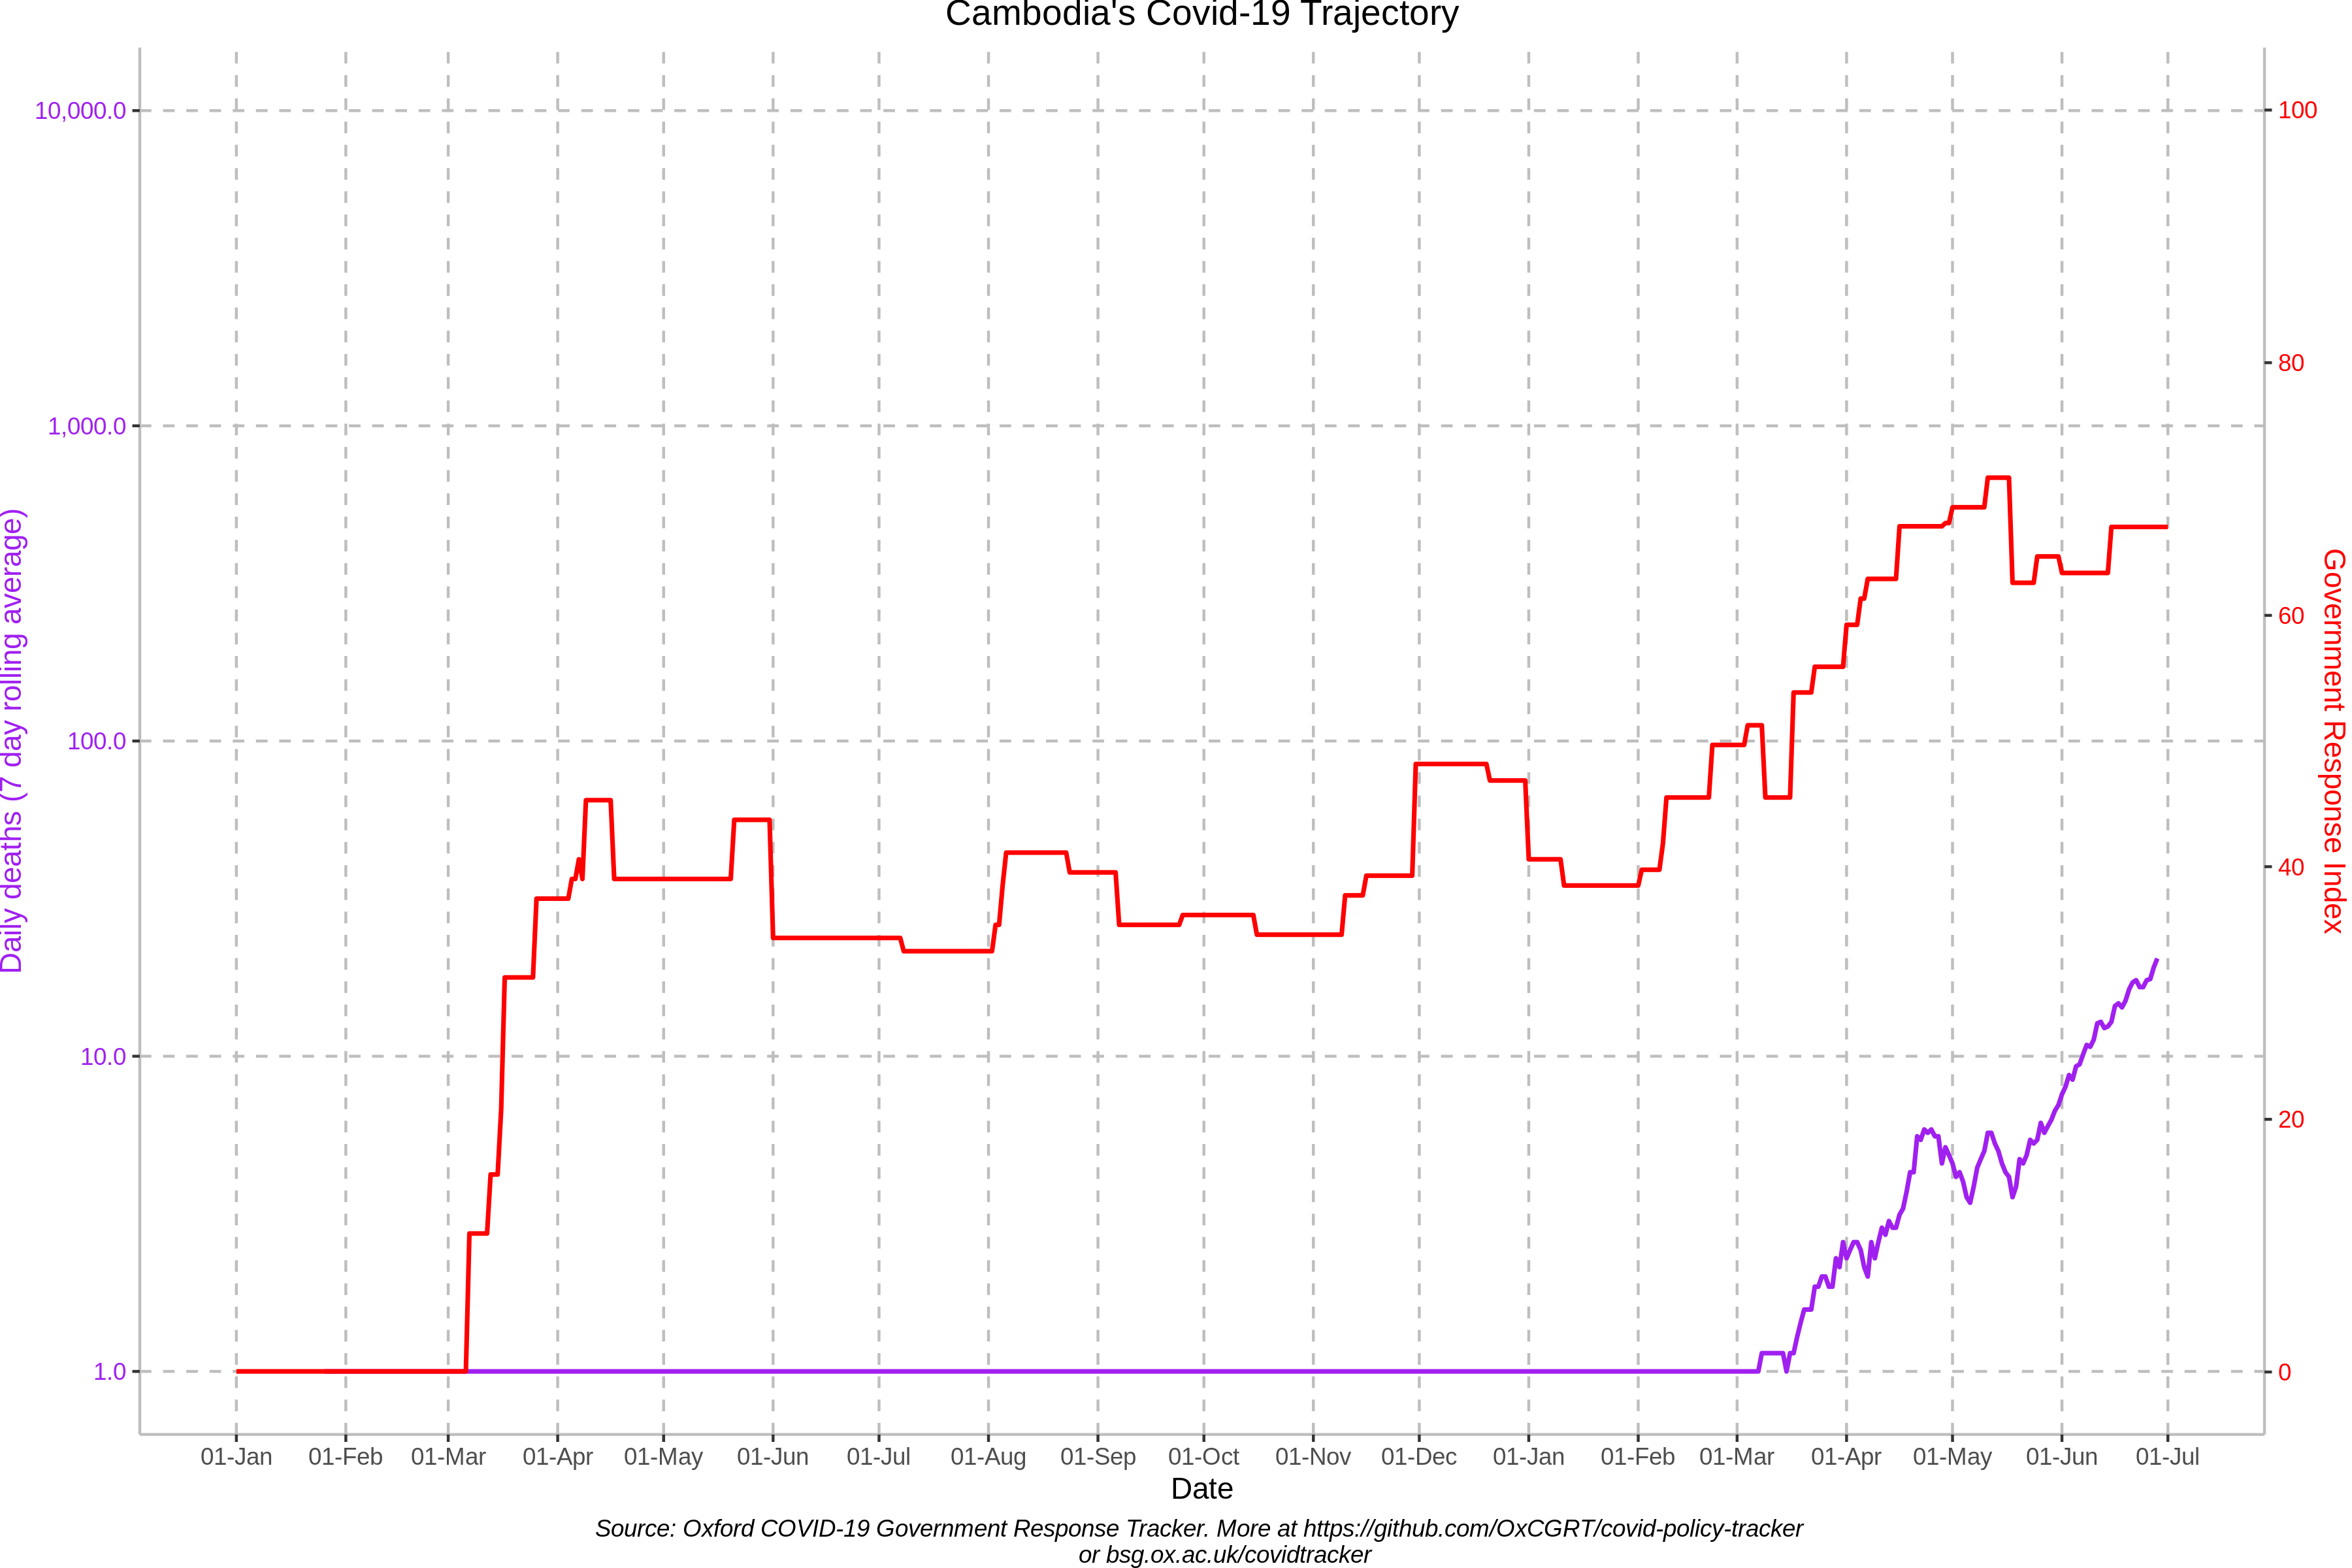 Cambodia's Covid-19 Trajectory
10,000.0
1,000.0
100.0
10.0
1.0
Daily deaths (7 day rolling average)
100
80
60
40
20
0
Government Response Index
01-Jan 01-Feb 01-Mar 01-Apr 01-May 01-Jun 01-Jul 01-Aug 01-Sep 01-Oct 01-Nov 01-Dec 01-Jan 01-Feb 01-Mar 01-Apr 01-May 01-Jun 01-Jul
Date
Source: Oxford COVID-19 Government Response Tracker. More at https://github.com/OxCGRT/covid-policy-tracker
or bsg.ox.ac.uk/covidtracker